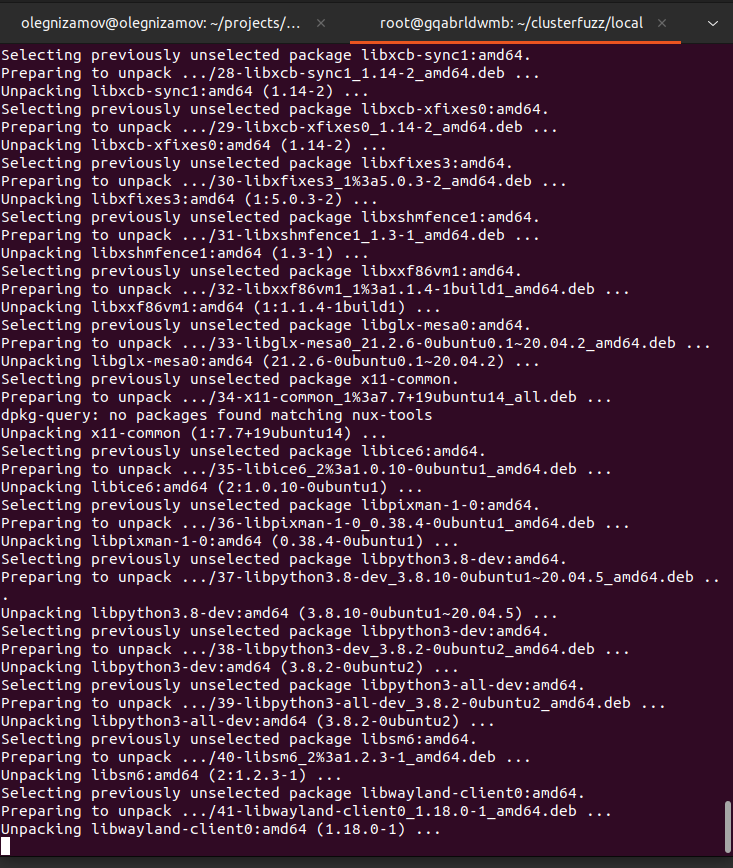 olegnizamov@olegnizamov: ~/projects/...
root@gqabrldwmb: ~/clusterfuzz/local
Selecting previously unselected package libxcb-sync1:amd64.
Preparing to unpack .../28-libxcb-sync1_1.14-2_amd64.deb ...
Unpacking libxcb-sync1:amd64 (1.14-2) ...
Selecting previously unselected package libxcb-xfixes0:amd64.
Preparing to unpack .../29-libxcb-xfixes0_1.14-2_amd64.deb ...
Unpacking libxcb-xfixes0:amd64 (1.14-2) ...
Selecting previously unselected package libxfixes3:amd64.
Preparing to unpack .../30-libxfixes3_1%3a5.0.3-2_amd64.deb ...
Unpacking libxfixes3:amd64 (1:5.0.3-2) ...
Selecting previously unselected package libxshmfence1:amd64.
Preparing to unpack .../31-libxshmfence1_1.3-1_amd64.deb ...
Unpacking libxshmfence1:amd64 (1.3-1) ...
Selecting previously unselected package libxxf86vm1:amd64.
Preparing to unpack .../32-libxxf86vm1_1%3a1.1.4-1build1_amd64.deb ...
Unpacking libxxf86vm1:amd64 (1:1.1.4-1build1) ...
Selecting previously unselected package libglx-mesa0:amd64.
Preparing to unpack .../33-libglx-mesa0_21.2.6-0ubuntu0.1~20.04.2_amd64.deb ...
Unpacking libglx-mesa0:amd64 (21.2.6-0ubuntu0.1~20.04.2) ...
Selecting previously unselected package x11-common.
Preparing to unpack .../34-x11-common_1%3a7.7+19ubuntu14_all.deb ...
dpkg-query: no packages found matching nux-tools
Unpacking x11-common (1:7.7+19ubuntu14) ...
Selecting previously unselected package libice6:amd64.
Preparing to unpack .../35-libice6_2%3a1.0.10-0ubuntu1_amd64.deb ...
Unpacking libice6:amd64 (2:1.0.10-0ubuntu1) ...
Selecting previously unselected package libpixman-1-0:amd64.
Preparing to unpack .../36-libpixman-1-0_0.38.4-0ubuntu1_amd64.deb ...
Unpacking libpixman-1-0:amd64 (0.38.4-0ubuntu1) ...
Selecting previously unselected package libpython3.8-dev:amd64.
Preparing to unpack .../37-libpython3.8-dev_3.8.10-0ubuntu1~20.04.5_amd64.deb ..
.
Unpacking libpython3.8-dev:amd64 (3.8.10-0ubuntu1~20.04.5) ...
Selecting previously unselected package libpython3-dev:amd64.
Preparing to unpack .../38-libpython3-dev_3.8.2-0ubuntu2_amd64.deb ...
Unpacking libpython3-dev:amd64 (3.8.2-0ubuntu2) ...
Selecting previously unselected package libpython3-all-dev:amd64.
Preparing to unpack .../39-libpython3-all-dev_3.8.2-0ubuntu2_amd64.deb ...
Unpacking libpython3-all-dev:amd64 (3.8.2-0ubuntu2) ...
Selecting previously unselected package libsm6:amd64.
Preparing to unpack .../40-libsm6_2%3a1.2.3-1_amd64.deb ...
Unpacking libsm6:amd64 (2:1.2.3-1) ...
Selecting previously unselected package libwayland-client0:amd64.
Preparing to unpack .../41-libwayland-client0_1.18.0-1_amd64.deb ...
Unpacking libwayland-client0:amd64 (1.18.0-1) ...